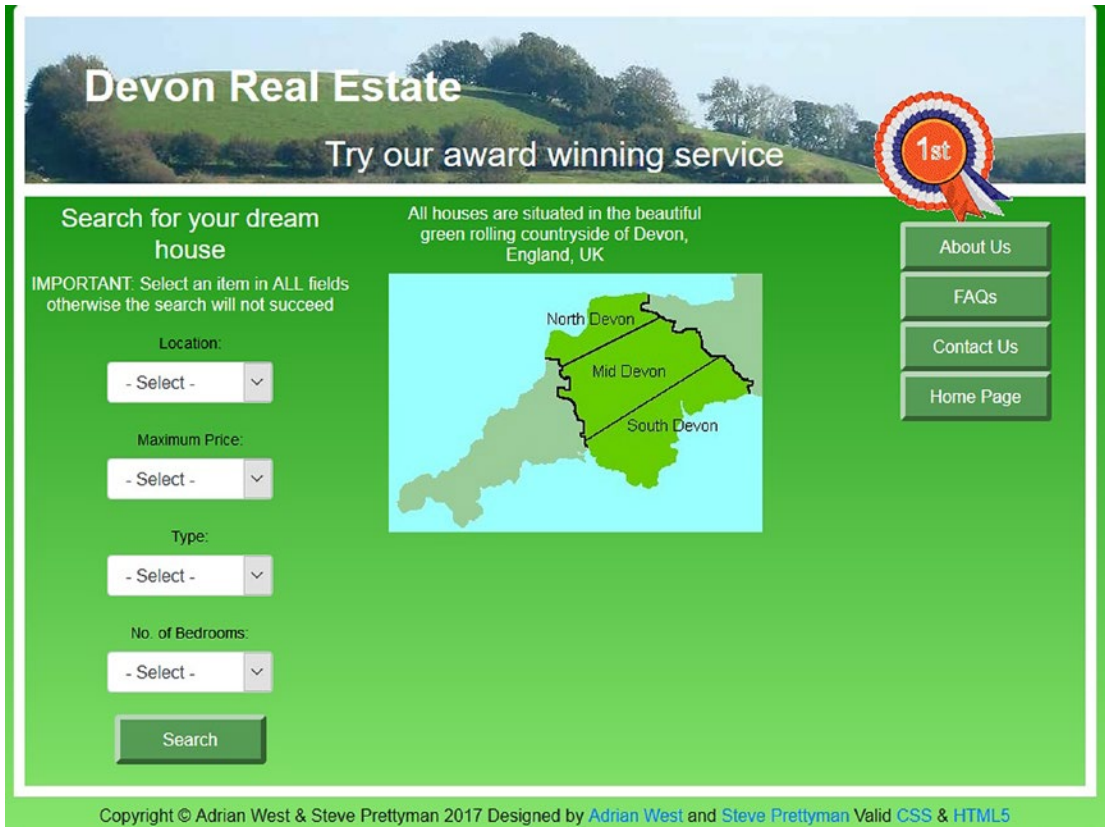 Devon Real Estate
Try our award winning service
1st
Search for your dream
house
IMPORTANT: Select an item in ALL fields
otherwise the search will not succeed
Location:
- Select -
Maximum Price:
- Select -
Type:
- Select -
No. of Bedrooms:
- Select -
Search
All houses are situated in the beautiful
green rolling countryside of Devon,
England, UK
North Devon
Mid Devon
South Devon
About Us
FAQs
Contact Us
Home Page
Copyright © Adrian West & Steve Prettyman 2017 Designed by Adrian West and Steve Prettyman Valid CSS & HTML5